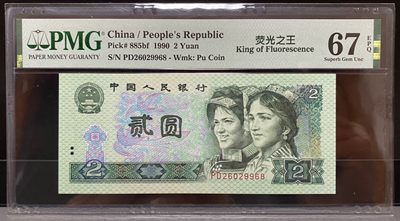 PMG
PAPER MONEY GUARANTY
China / People's Republic
Pick# 885bf 1990 2 Yuan
S/N PD26029968 - Wmk: Pu Coin
荧光之王
King of Fluorescence
67 EPQ
Superb Gem Unc
中国人民银行
2
贰圆
PD26029968
2
2